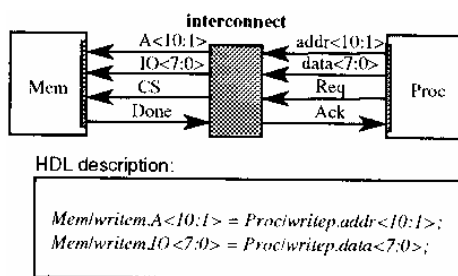 interconnect
A<10:1> addr<10:1>
IO<7:0> data<7:0>
Mem CS Req Proc
Done Ack
HDL description:
Mem/writem.A<10:1> = Proc/writep.addr<10:1>;
Mem/writem.IO<7:0> = Proc/writep.data<7:0>;